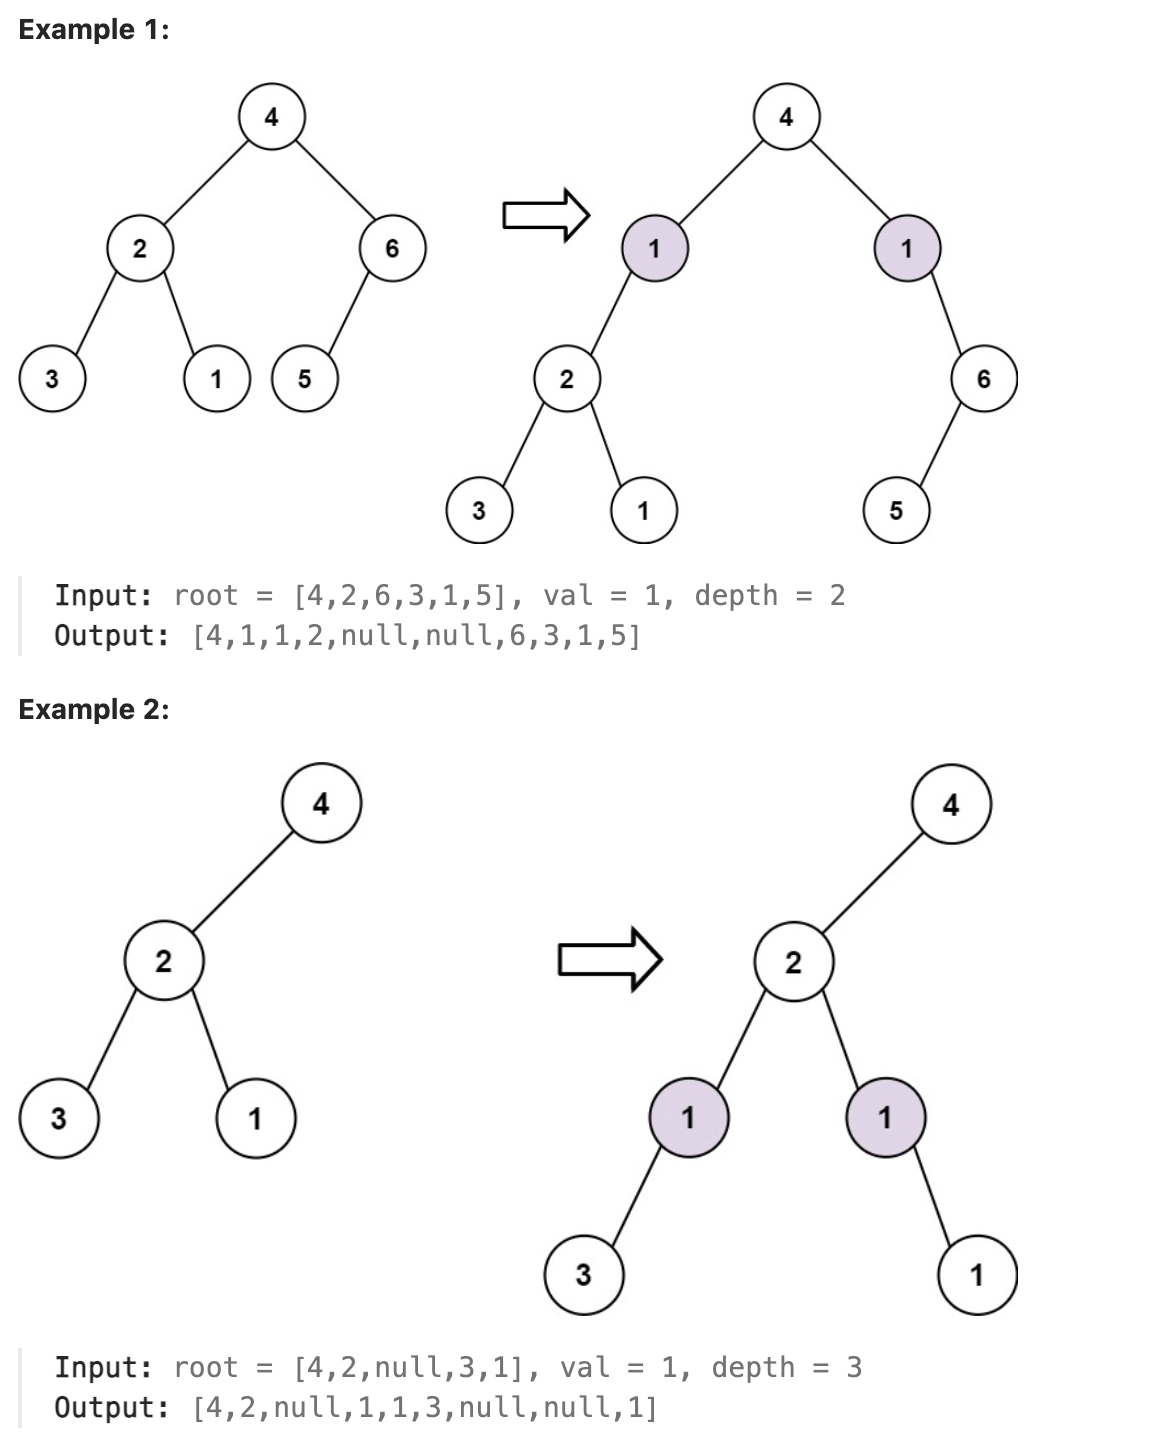 Example 1:
4 4
2 6 1 1
3 1 5 2 6
3 1 5
Input: root = [4,2,6,3,1,5], val = 1, depth = 2
Output: [4,1,1,2,null,null,6,3,1,5]
Example 2:
4 4
2 2
3 1 1 1
3 1
Input: root = [4,2,null,3,1], val = 1, depth = 3
Output: [4,2,null,1,1,3,null,null,1]